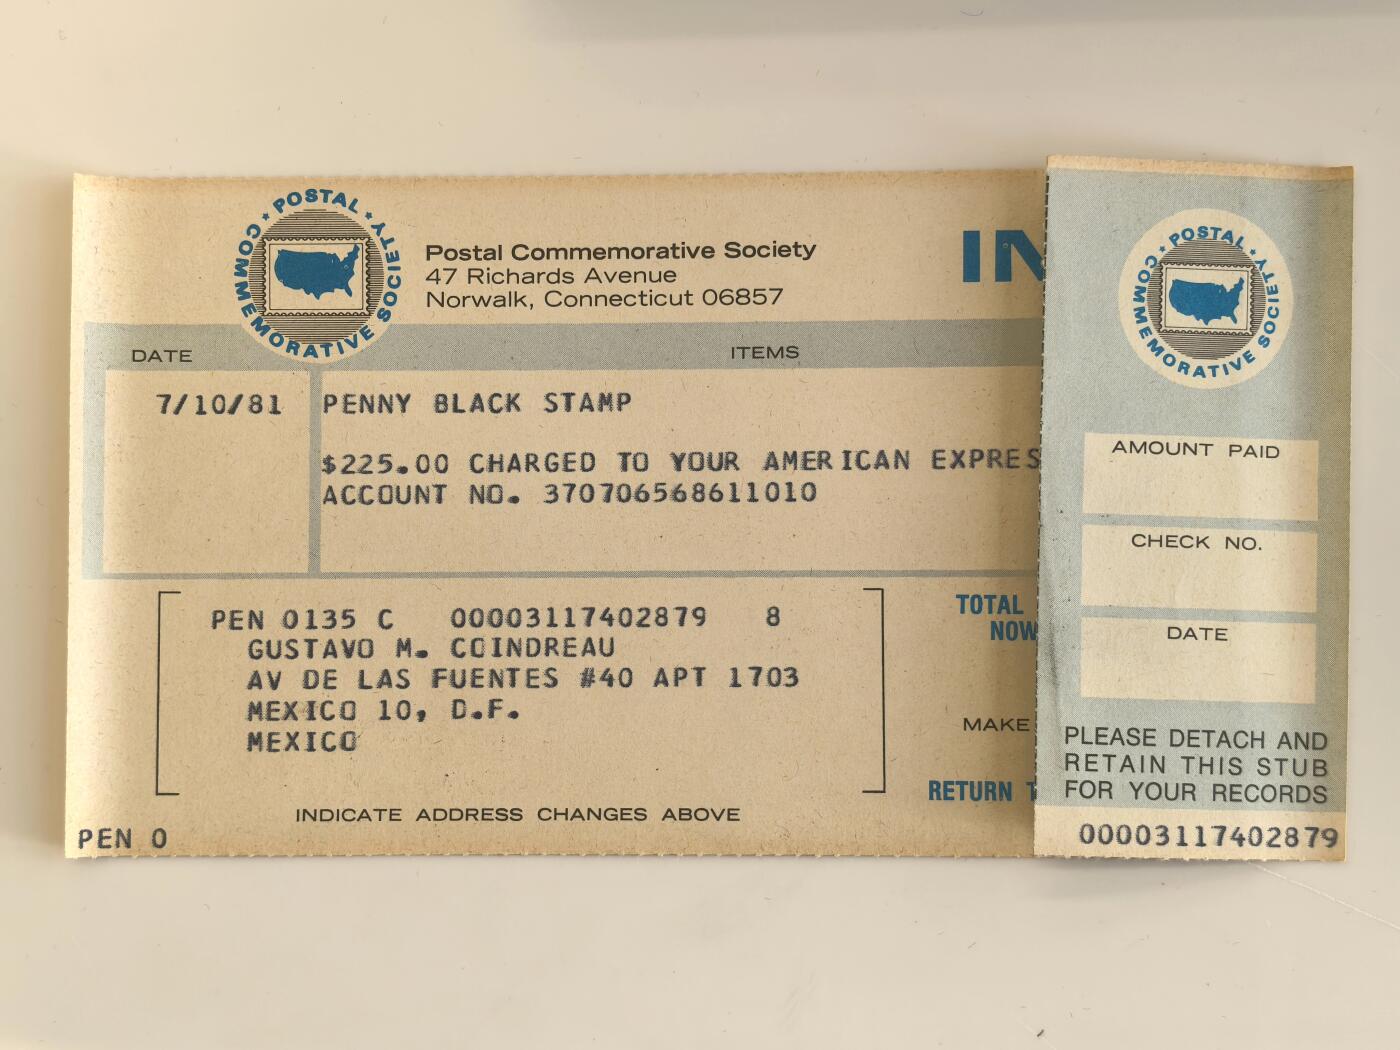 POSTAL COMMEMORATIVE SOCIETY
Postal Commemorative Society
47 Richards Avenue
Norwalk, Connecticut 06857
IN
DATE ITEMS
7/10/81 PENNY BLACK STAMP
$225.00 CHARGED TO YOUR AMERICAN EXPRES
ACCOUNT NO. 370706568611010
PEN 0135 C 00003117402879 8
GUSTAVO M. COINDREAU
AV DE LAS FUENTES #40 APT 1703
MEXICO 10, D.F.
MEXICO
INDICATE ADDRESS CHANGES ABOVE
PEN 0
TOTAL
NOW
MAKE
RETURN T
POSTAL COMMEMORATIVE SOCIETY
AMOUNT PAID
CHECK NO.
DATE
PLEASE DETACH AND
RETAIN THIS STUB
FOR YOUR RECORDS
00003117402879